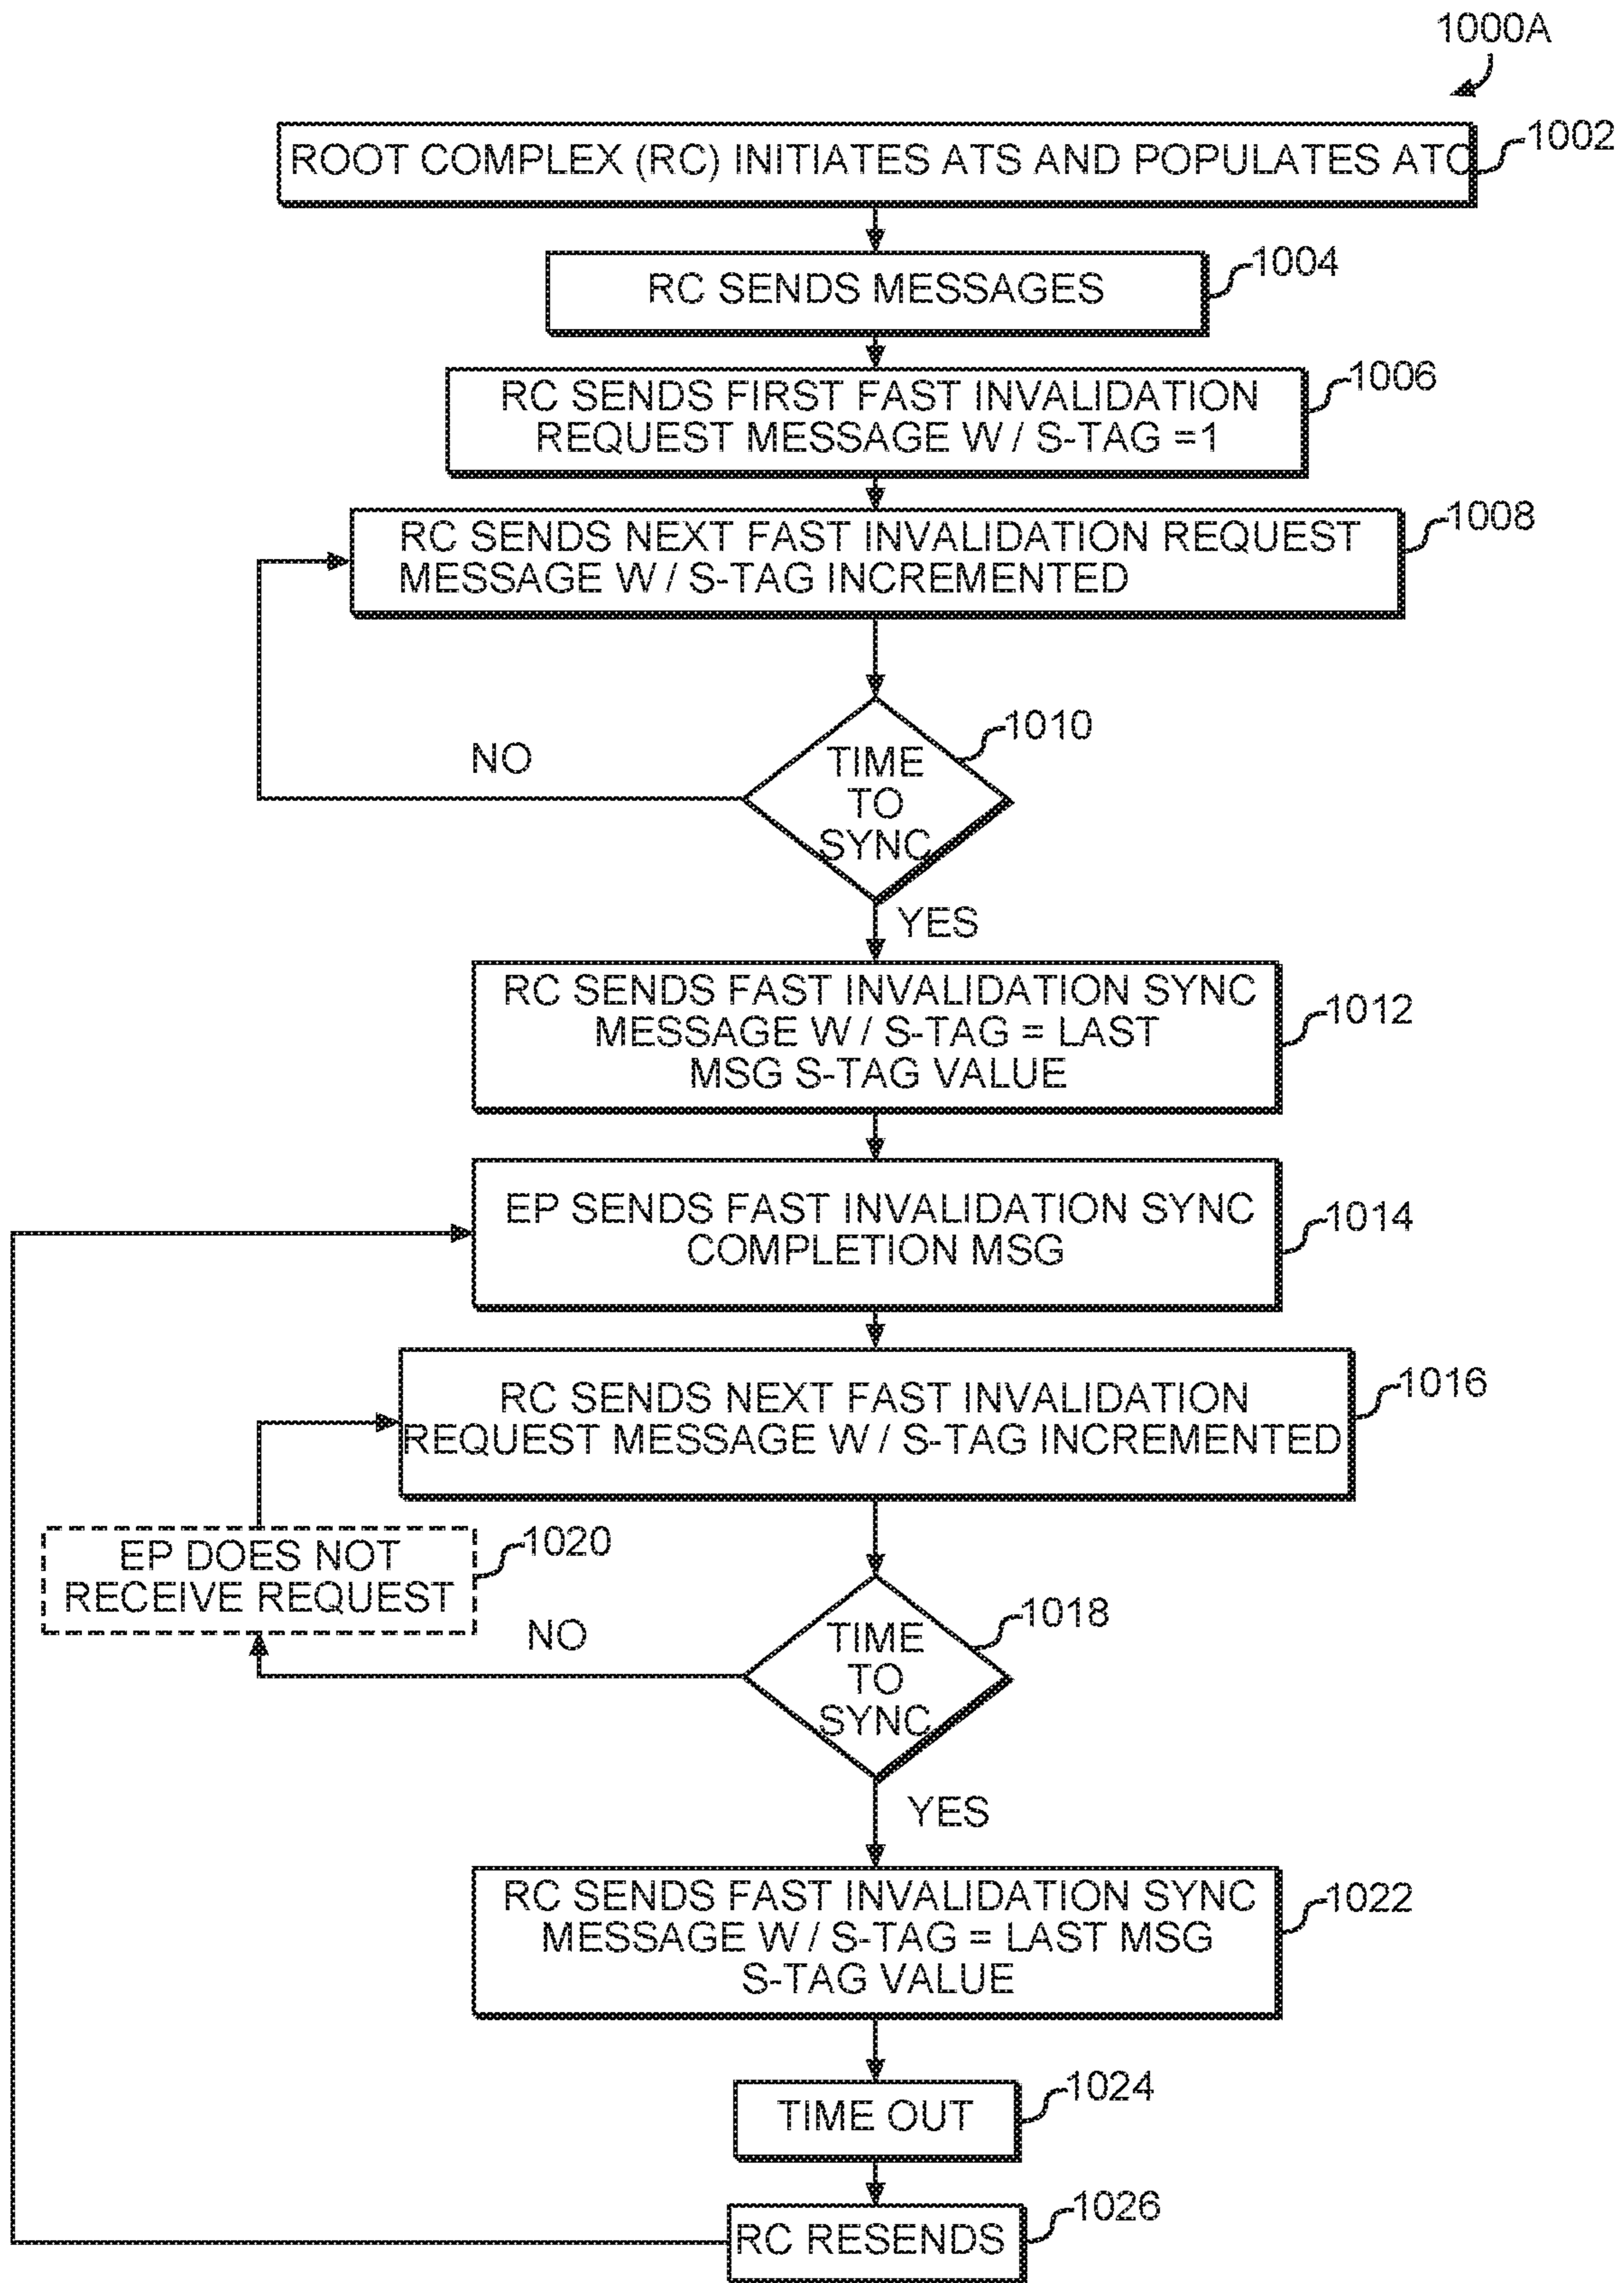 1000A
ROOT COMPLEX (RC) INITIATES ATS AND POPULATES ATC
1002
RC SENDS MESSAGES
1004
RC SENDS FIRST FAST INVALIDATION
REQUEST MESSAGE W / S-TAG =1
1006
RC SENDS NEXT FAST INVALIDATION REQUEST
MESSAGE W / S-TAG INCREMENTED
1008
TIME
TO
SYNC
1010
NO
YES
RC SENDS FAST INVALIDATION SYNC
MESSAGE W / S-TAG = LAST
MSG S-TAG VALUE
1012
EP SENDS FAST INVALIDATION SYNC
COMPLETION MSG
1014
RC SENDS NEXT FAST INVALIDATION
REQUEST MESSAGE W / S-TAG INCREMENTED
1016
EP DOES NOT
RECEIVE REQUEST
1020
NO
TIME
TO
SYNC
1018
YES
RC SENDS FAST INVALIDATION SYNC
MESSAGE W / S-TAG = LAST MSG
S-TAG VALUE
1022
TIME OUT
1024
RC RESENDS
1026